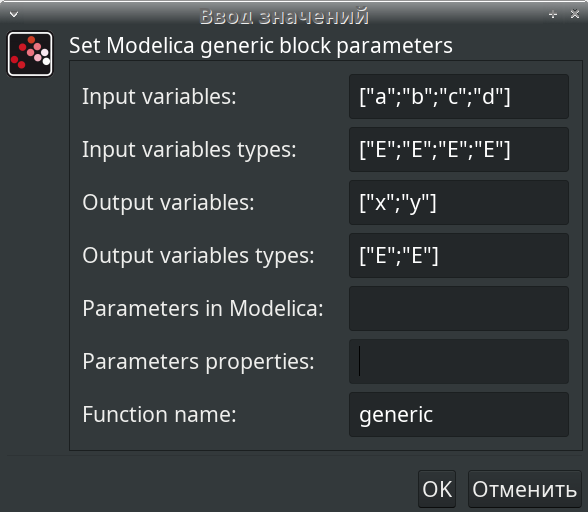 Ввод значений
Set Modelica generic block parameters
Input variables: ["a";"b";"c";"d"]
Input variables types: ["E";"E";"E";"E"]
Output variables: ["x";"y"]
Output variables types: ["E";"E"]
Parameters in Modelica:
Parameters properties:
Function name: generic
OK Отменить